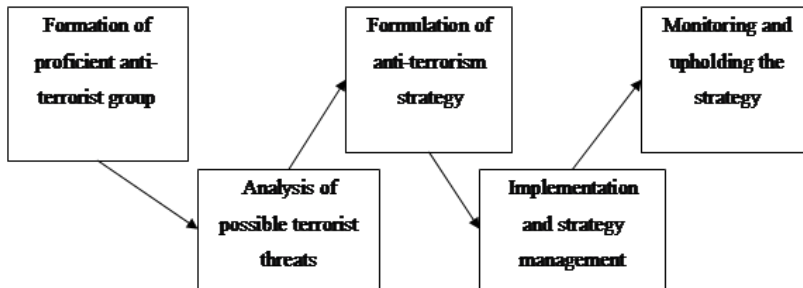 Formation of
proficient anti-
terrorist group
Analysis of
possible terrorist
threats
Formulation of
anti-terrorism
strategy
Implementation
and strategy
management
Monitoring and
upholding the
strategy